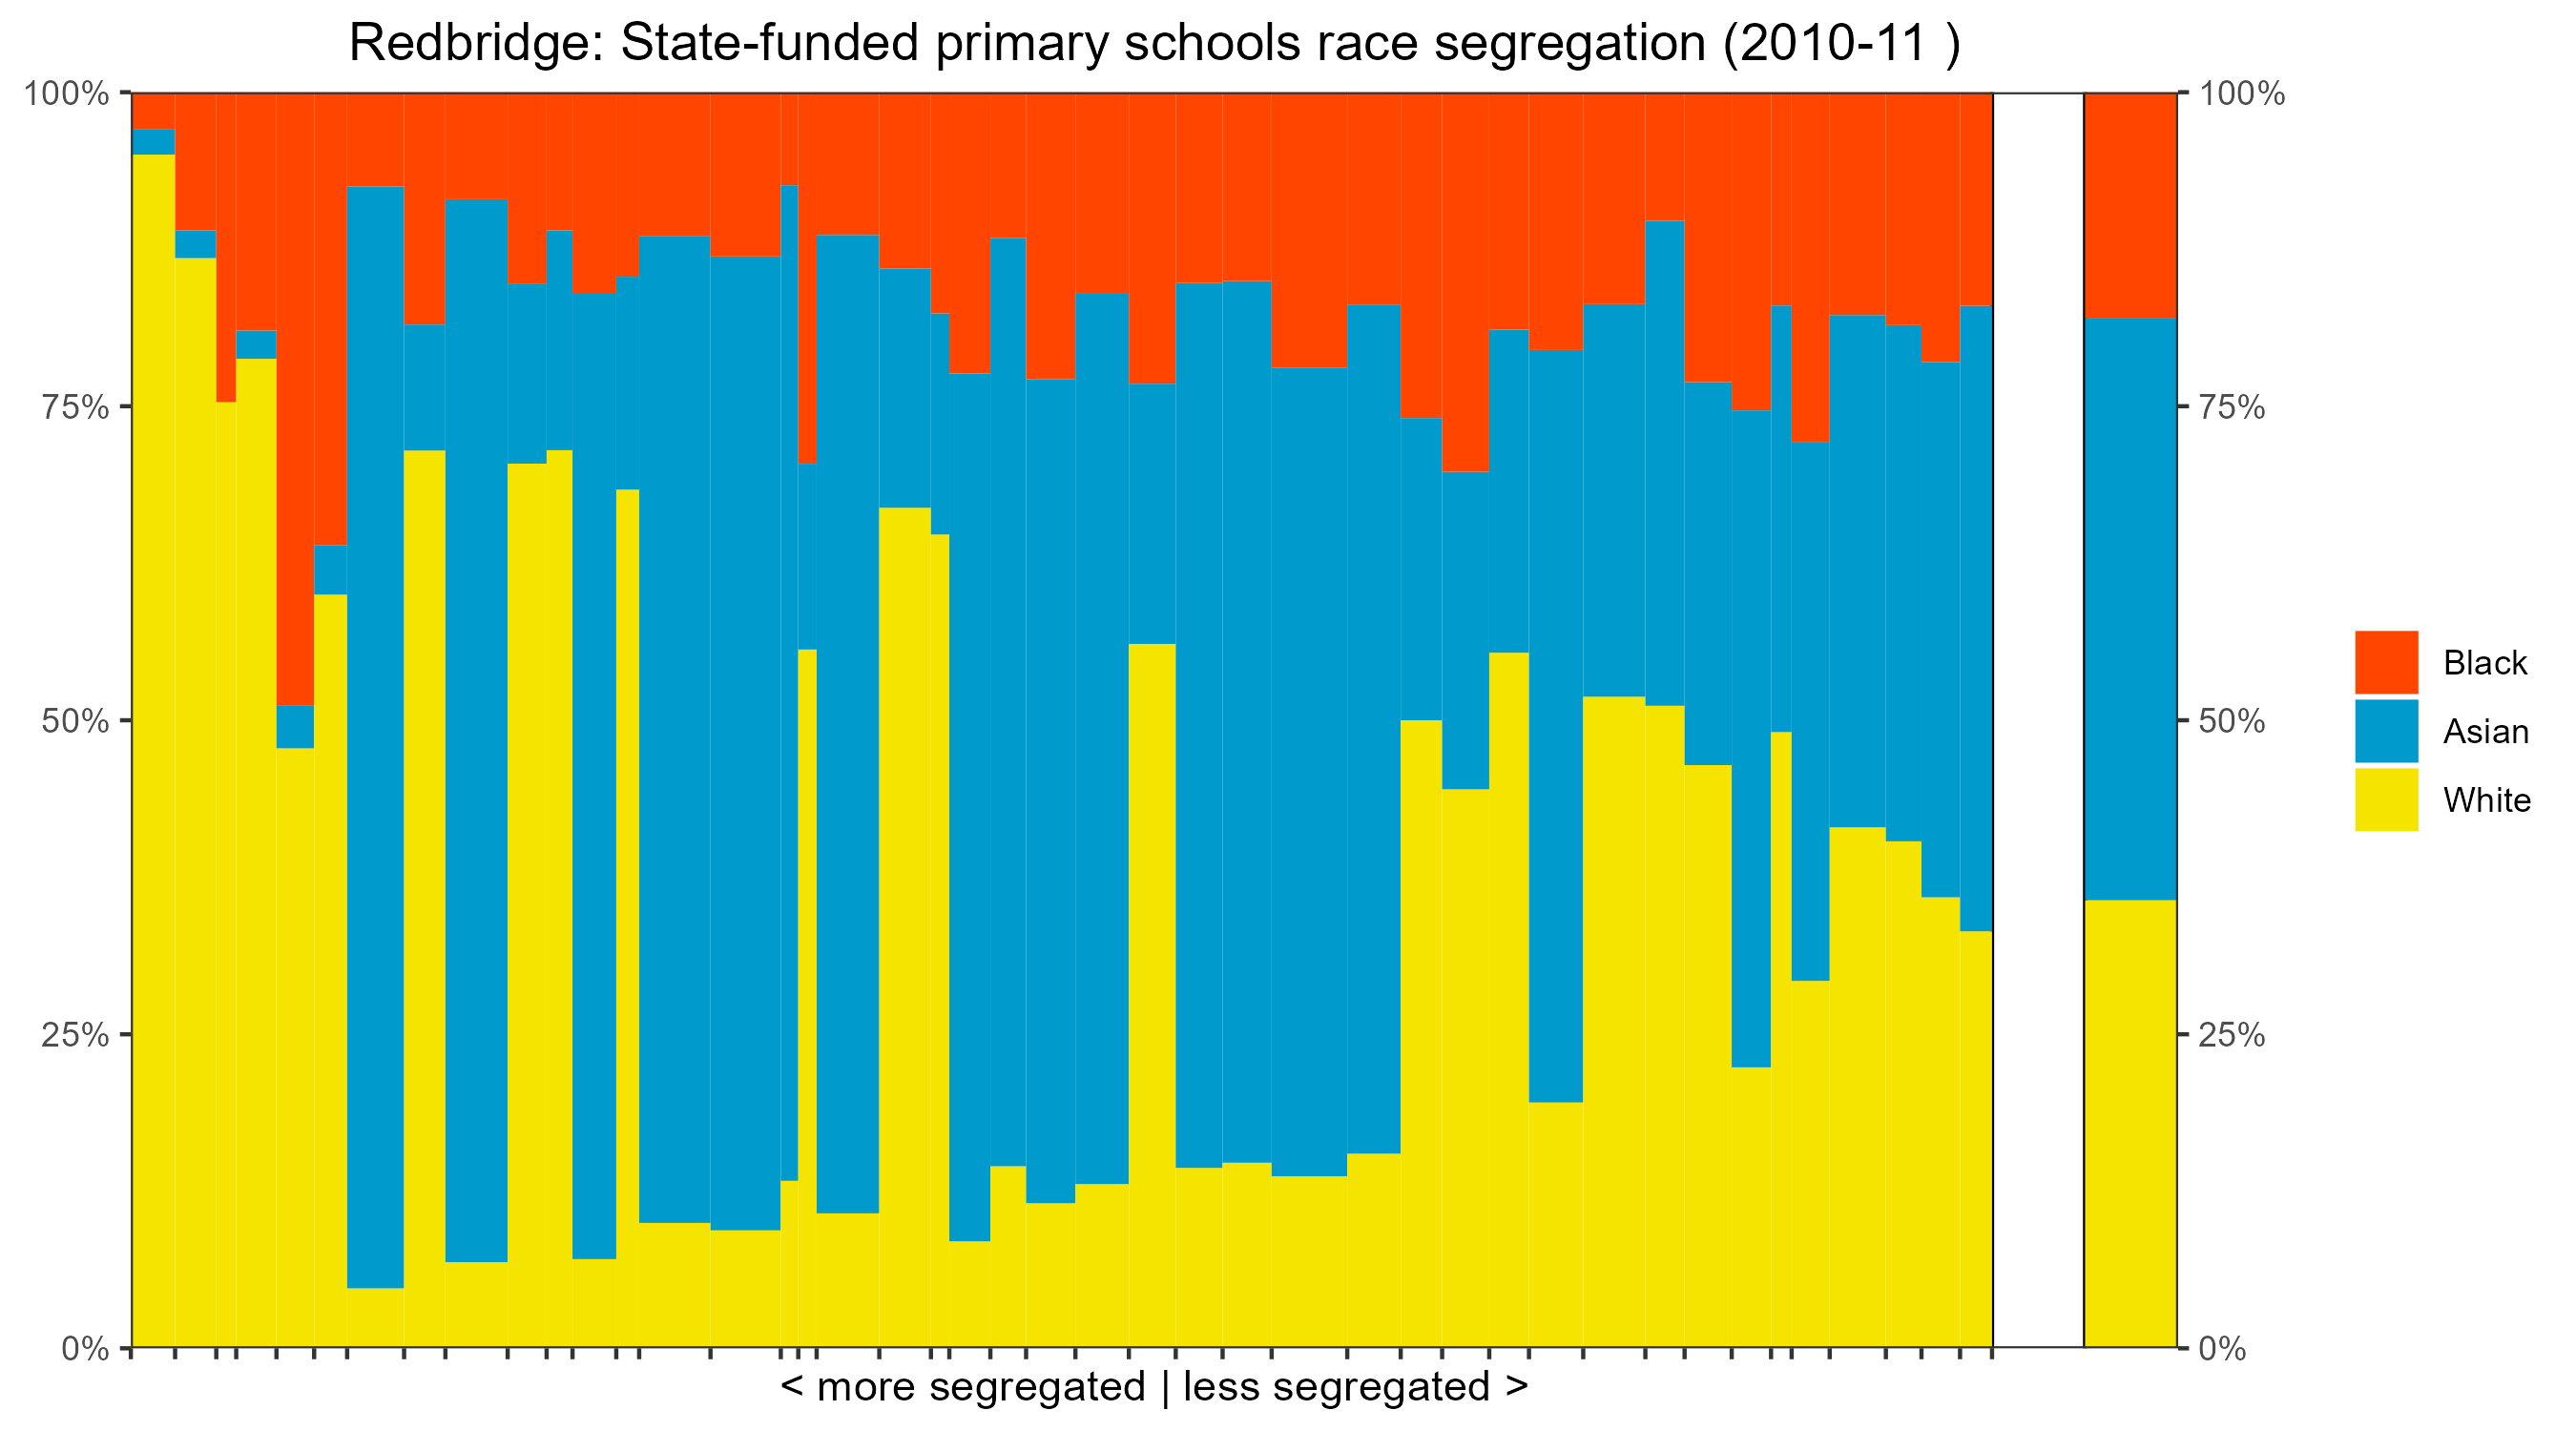 Redbridge: State-funded primary schools race segregation (2010-11 )
100%
75%
50%
25%
0%
100%
75%
50%
25%
0%
Black
Asian
White
< more segregated | less segregated >